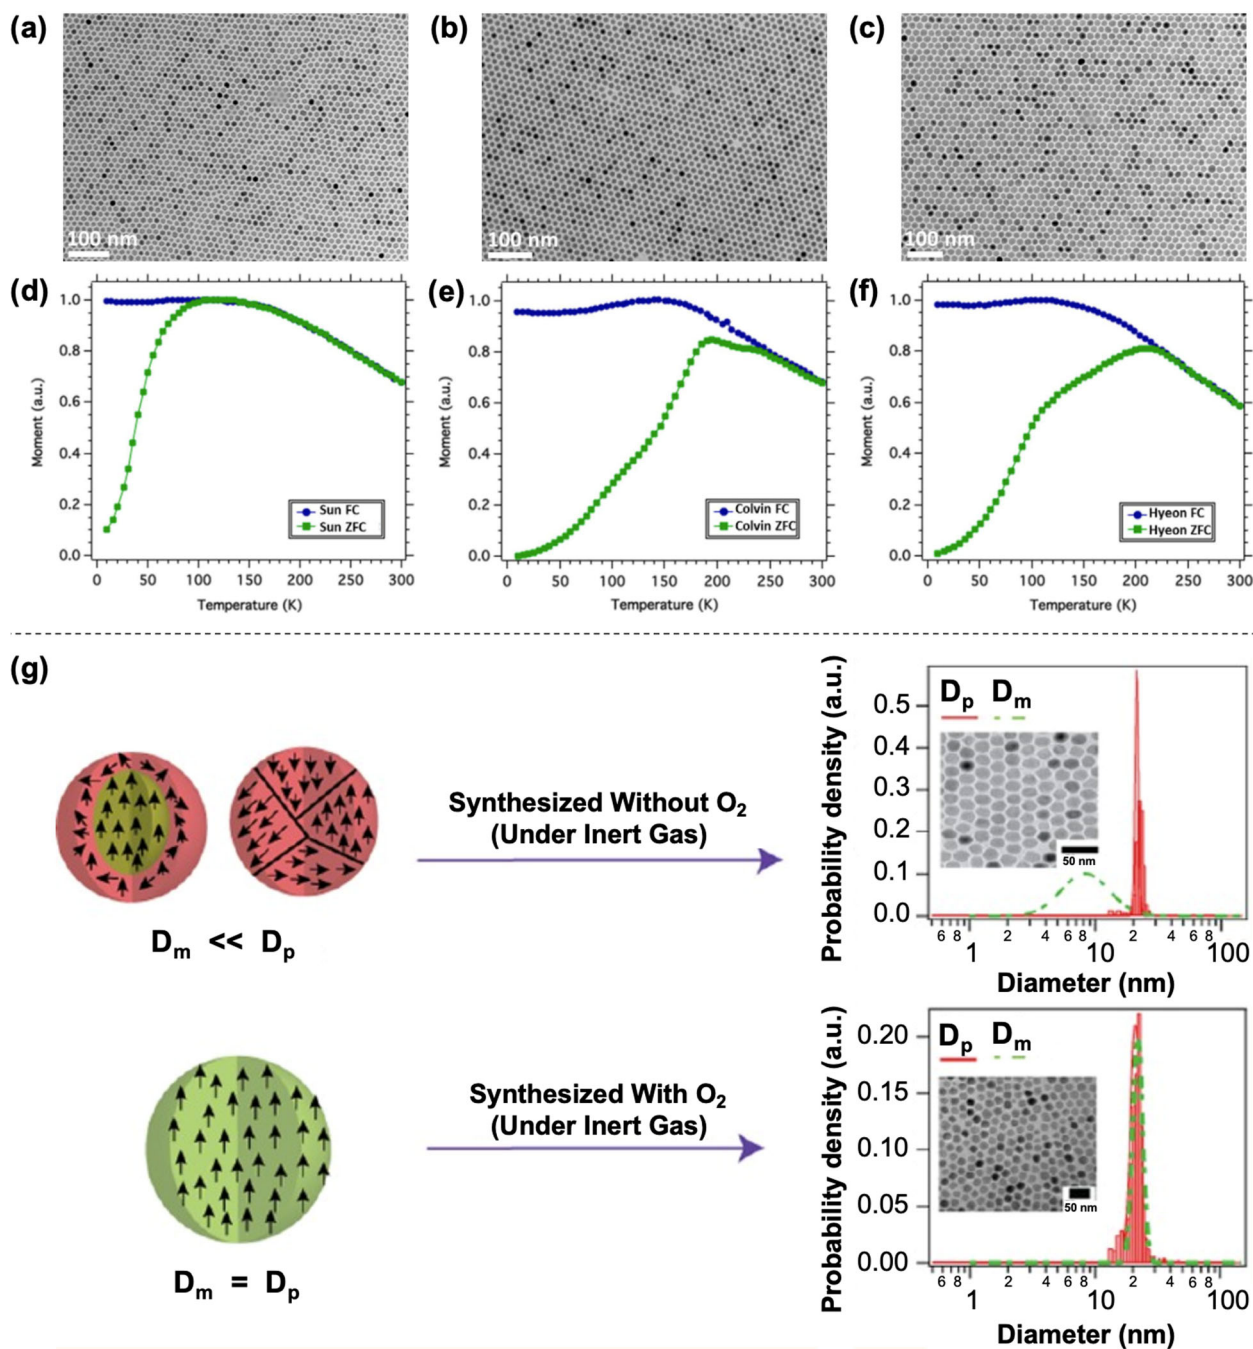 (a)
(b)
(c)
100 nm
100 nm
100 nm
(d)
1.0
0.8
0.6
0.4
0.2
0.0
Moment (a.u.)
Sun FC
Sun ZFC
0 50 100 150 200 250 300
Temperature (K)
(e)
1.0
0.8
0.6
0.4
0.2
0.0
Moment (a.u.)
Colvin FC
Colvin ZFC
0 50 100 150 200 250 300
Temperature (K)
(f)
1.0
0.8
0.6
0.4
0.2
0.0
Moment (a.u.)
Hyeon FC
Hyeon ZFC
0 50 100 150 200 250 300
Temperature (K)
(g)
Dm << Dp
Synthesized Without O2
(Under Inert Gas)
Probability density (a.u.)
0.5
0.4
0.3
0.2
0.1
0.0
Dp Dm
50 nm
6 8 2 4 6 8 2 4 6 8
1 10 100
Diameter (nm)
Dm = Dp
Synthesized With O2
(Under Inert Gas)
Probability density (a.u.)
0.20
0.15
0.10
0.05
0.00
Dp Dm
50 nm
6 8 2 4 6 8 2 4 6 8
1 10 100
Diameter (nm)